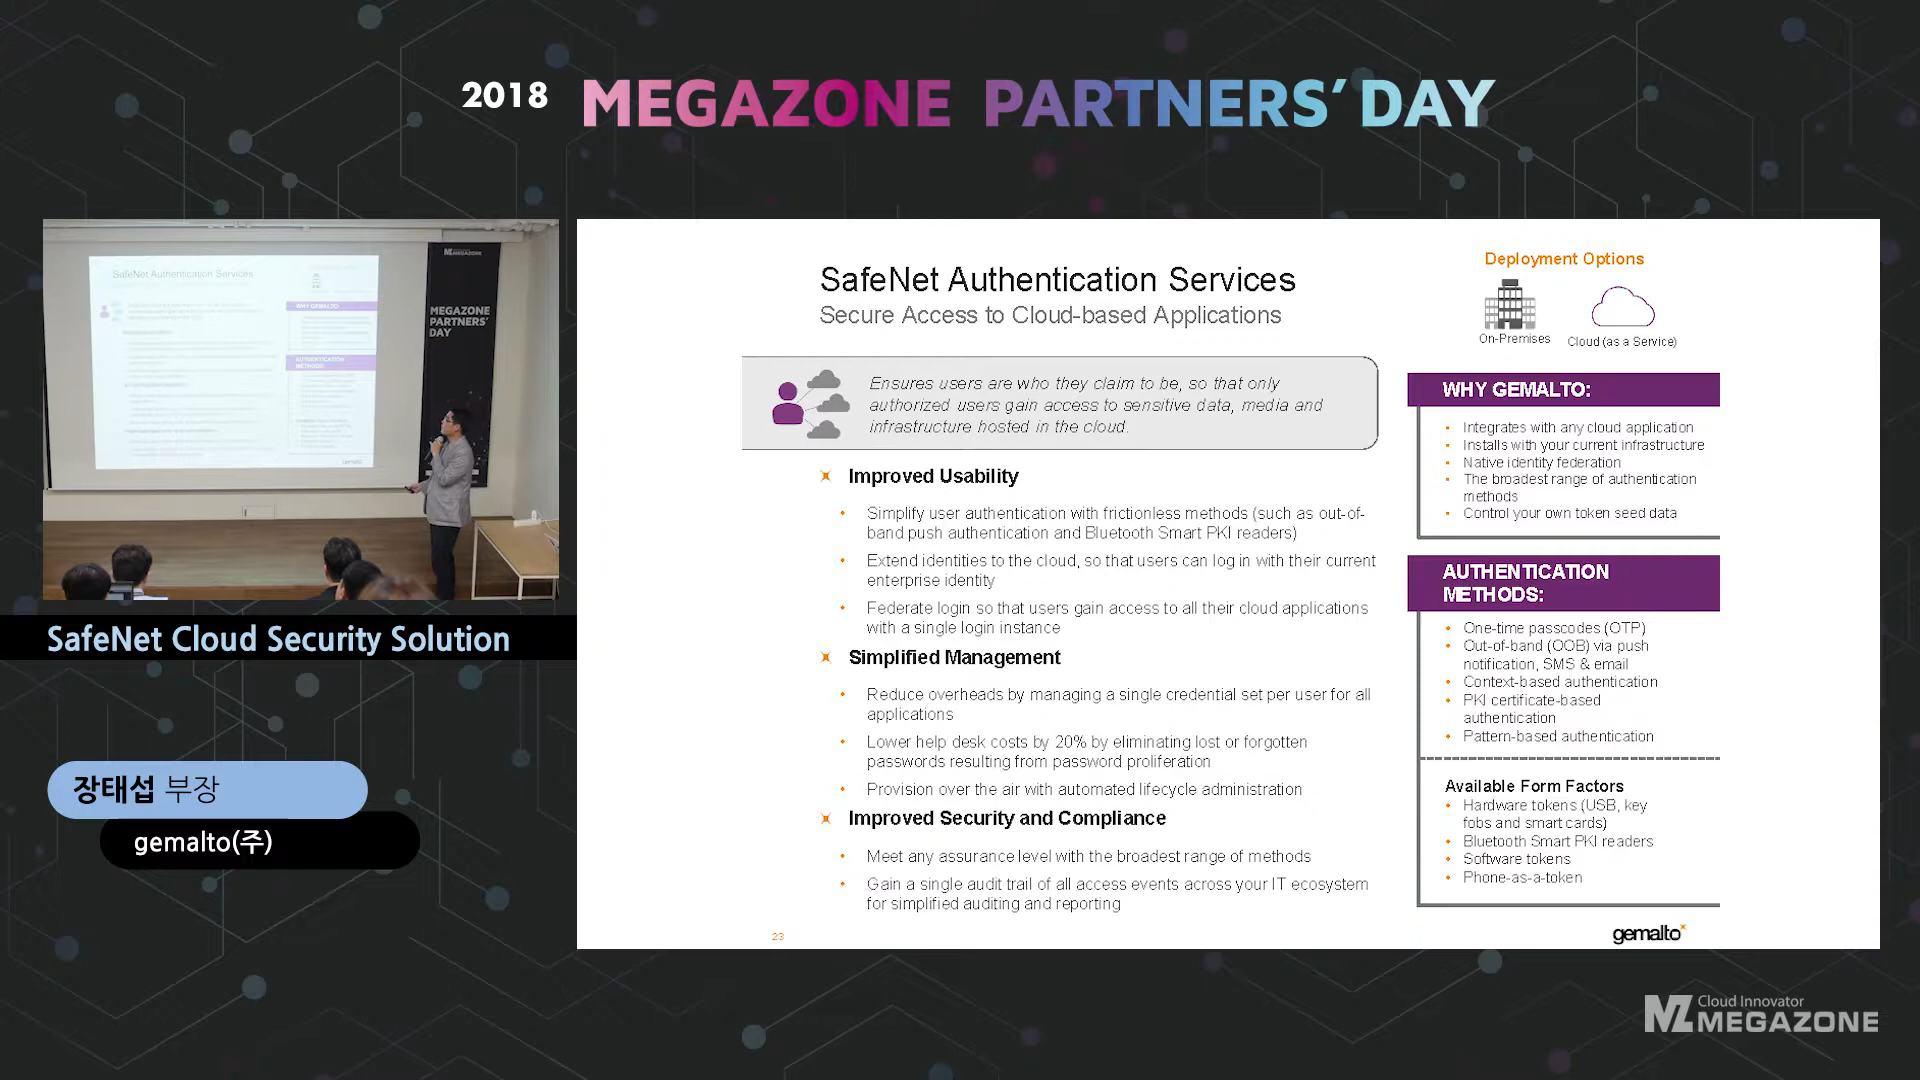 2018 MEGAZONE PARTNERS' DAY
MEGAZONE
MEGAZONE
PARTNERS'
DAY
SafeNet Authentication Services
WHY GEMALTO
AUTHENTICATION
METHODS:
SafeNet Cloud Security Solution
장태섭 부장
gemalto(주)
SafeNet Authentication Services
Secure Access to Cloud-based Applications
Ensures users are who they claim to be, so that only
authorized users gain access to sensitive data, media and
infrastructure hosted in the cloud.
Improved Usability
• Simplify user authentication with frictionless methods (such as out-of-
band push authentication and Bluetooth Smart PKI readers)
• Extend identities to the cloud, so that users can log in with their current
enterprise identity
• Federate login so that users gain access to all their cloud applications
with a single login instance
Simplified Management
• Reduce overheads by managing a single credential set per user for all
applications
• Lower help desk costs by 20% by eliminating lost or forgotten
passwords resulting from password proliferation
• Provision over the air with automated lifecycle administration
Improved Security and Compliance
• Meet any assurance level with the broadest range of methods
• Gain a single audit trail of all access events across your IT ecosystem
for simplified auditing and reporting
23
Deployment Options
On-Premises
Cloud (as a Service)
WHY GEMALTO:
• Integrates with any cloud application
• Installs with your current infrastructure
• Native identity federation
• The broadest range of authentication
methods
• Control your own token seed data
AUTHENTICATION
METHODS:
• One-time passcodes (OTP)
• Out-of-band (OOB) via push
notification, SMS & email
• Context-based authentication
• PKI certificate-based
authentication
• Pattern-based authentication
Available Form Factors
• Hardware tokens (USB, key
fobs and smart cards)
• Bluetooth Smart PKI readers
• Software tokens
• Phone-as-a-token
gemalto
MZ Cloud Innovator
MEGAZONE